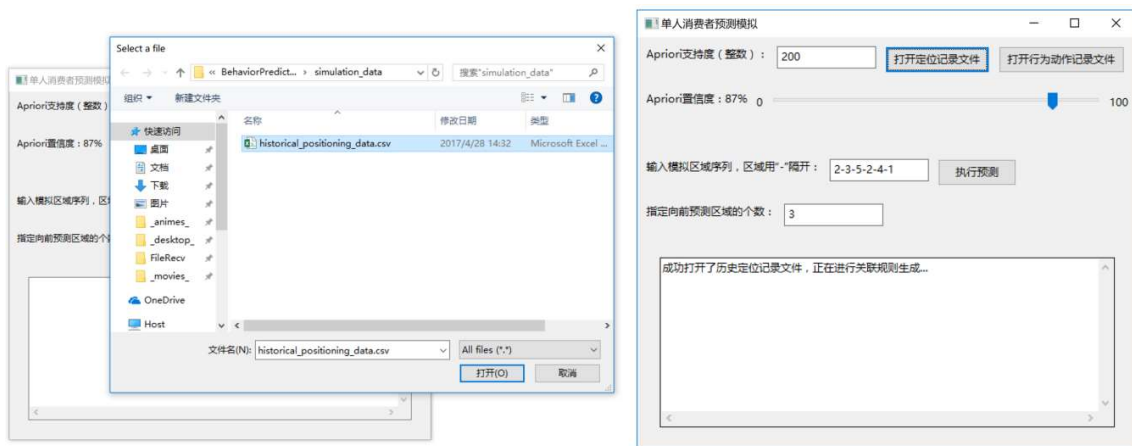 Select a file
« BehaviorPredict... › simulation_data
搜索"simulation_data"
组织
新建文件夹
快速访问
桌面
文档
下载
图片
_animes_
_desktop_
FileRecv
_movies_
OneDrive
Host
名称
修改日期
类型
historical_positioning_data.csv
2017/4/28 14:32
Microsoft Excel ...
文件名(N):
historical_positioning_data.csv
All files (*.*)
打开(O)
取消
单人消费者预测模拟
Apriori支持度(整数)
Apriori置信度:87%
输入模拟区域序列,区
指定向前预测区域的个
单人消费者预测模拟
Apriori支持度(整数):
200
打开定位记录文件
打开行为动作记录文件
Apriori置信度:87%
0
100
输入模拟区域序列,区域用"-"隔开:
2-3-5-2-4-1
执行预测
指定向前预测区域的个数:
3
成功打开了历史定位记录文件,正在进行关联规则生成...